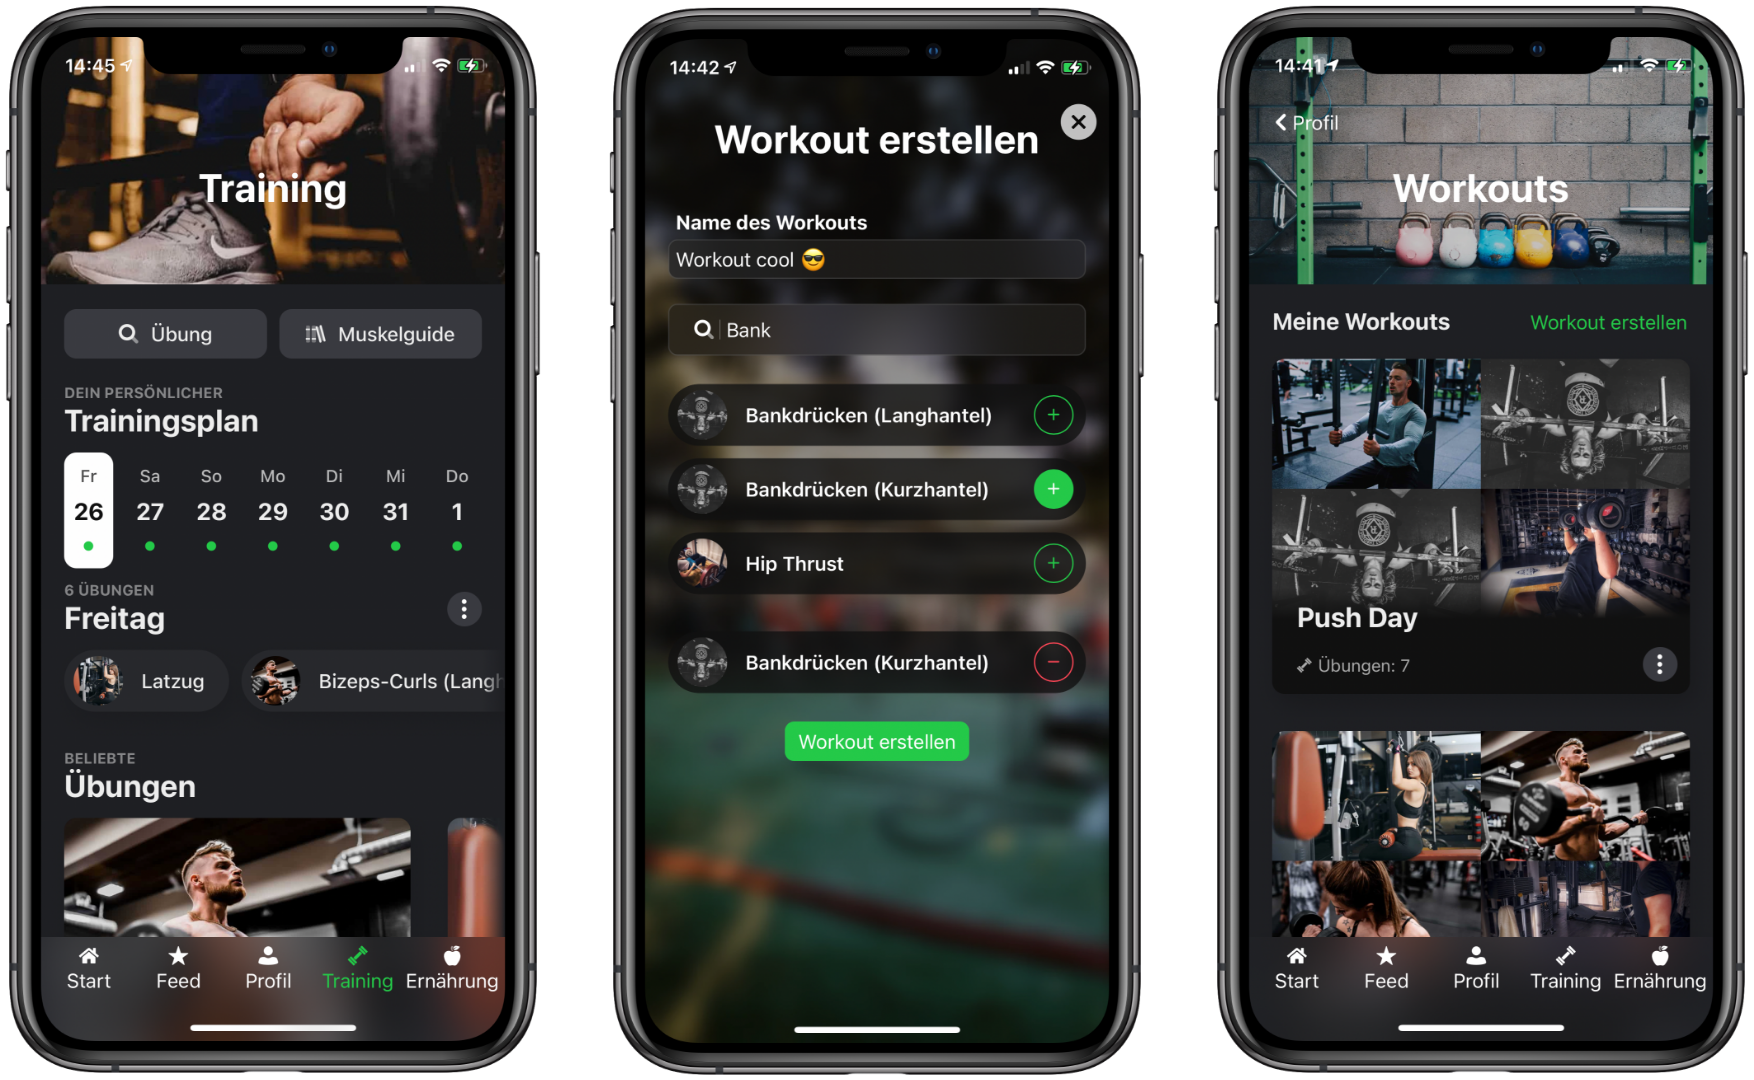 14:45
Training
Übung
Muskelguide
DEIN PERSÖNLICHER
Trainingsplan
Fr Sa So Mo Di Mi Do
26 27 28 29 30 31 1
6 ÜBUNGEN
Freitag
Latzug
Bizeps-Curls (Lang
BELIEBTE
Übungen
Start Feed Profil Training Ernährung
14:42
Workout erstellen
Name des Workouts
Workout cool 😎
Bank
Bankdrücken (Langhantel)
Bankdrücken (Kurzhantel)
Hip Thrust
Bankdrücken (Kurzhantel)
Workout erstellen
14:41
Profil
Workouts
Meine Workouts
Workout erstellen
Push Day
Übungen: 7
Start Feed Profil Training Ernährung